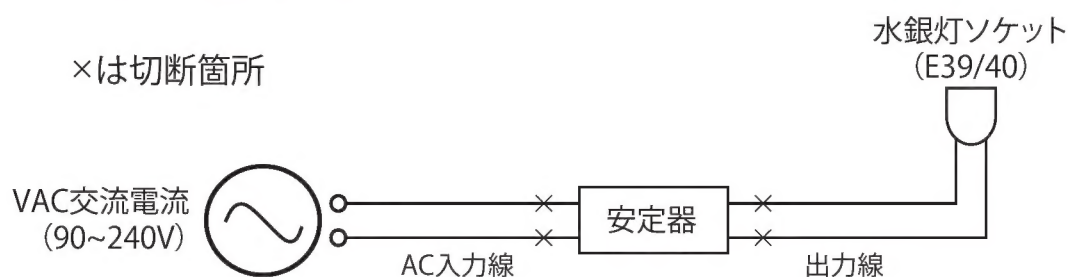 水銀灯ソケット
(E39/40)
×は切断箇所
VAC交流電流
(90~240V)
安定器
AC入力線
出力線